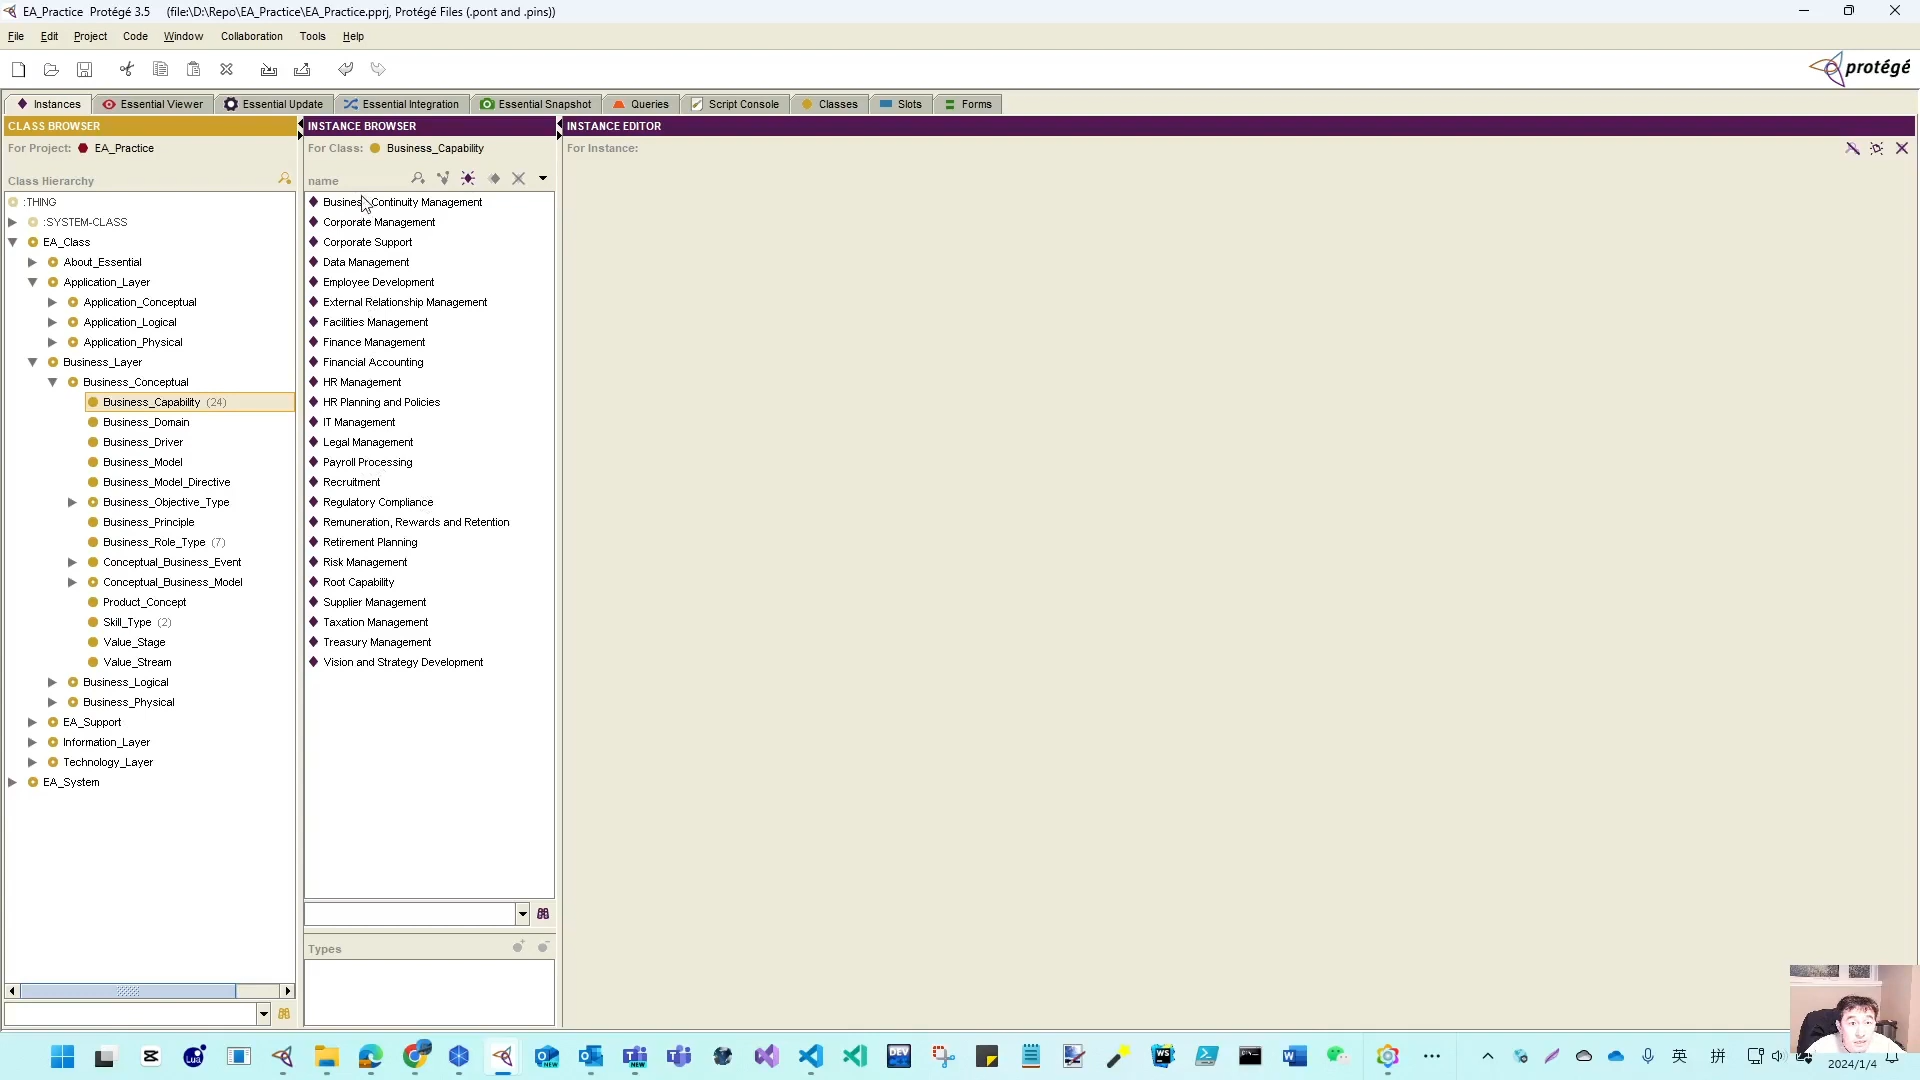 EA_Practice Protégé 3.5 (file:\D:\Repo\EA_Practice\EA_Practice.pprj, Protégé Files (.pont and .pins))
File Edit Project Code Window Collaboration Tools Help
protégé
Instances Essential Viewer Essential Update Essential Integration Essential Snapshot Queries Script Console Classes Slots Forms
CLASS BROWSER
For Project: EA_Practice
Class Hierarchy
:THING
:SYSTEM-CLASS
EA_Class
About_Essential
Application_Layer
Application_Conceptual
Application_Logical
Application_Physical
Business_Layer
Business_Conceptual
Business_Capability (24)
Business_Domain
Business_Driver
Business_Model
Business_Model_Directive
Business_Objective_Type
Business_Principle
Business_Role_Type (7)
Conceptual_Business_Event
Conceptual_Business_Model
Product_Concept
Skill_Type (2)
Value_Stage
Value_Stream
Business_Logical
Business_Physical
EA_Support
Information_Layer
Technology_Layer
EA_System
INSTANCE BROWSER
For Class: Business_Capability
name
Business Continuity Management
Corporate Management
Corporate Support
Data Management
Employee Development
External Relationship Management
Facilities Management
Finance Management
Financial Accounting
HR Management
HR Planning and Policies
IT Management
Legal Management
Payroll Processing
Recruitment
Regulatory Compliance
Remuneration, Rewards and Retention
Retirement Planning
Risk Management
Root Capability
Supplier Management
Taxation Management
Treasury Management
Vision and Strategy Development
Types
INSTANCE EDITOR
For Instance:
Lua NEW NEW DEV WS W 英 拼
2024/1/4